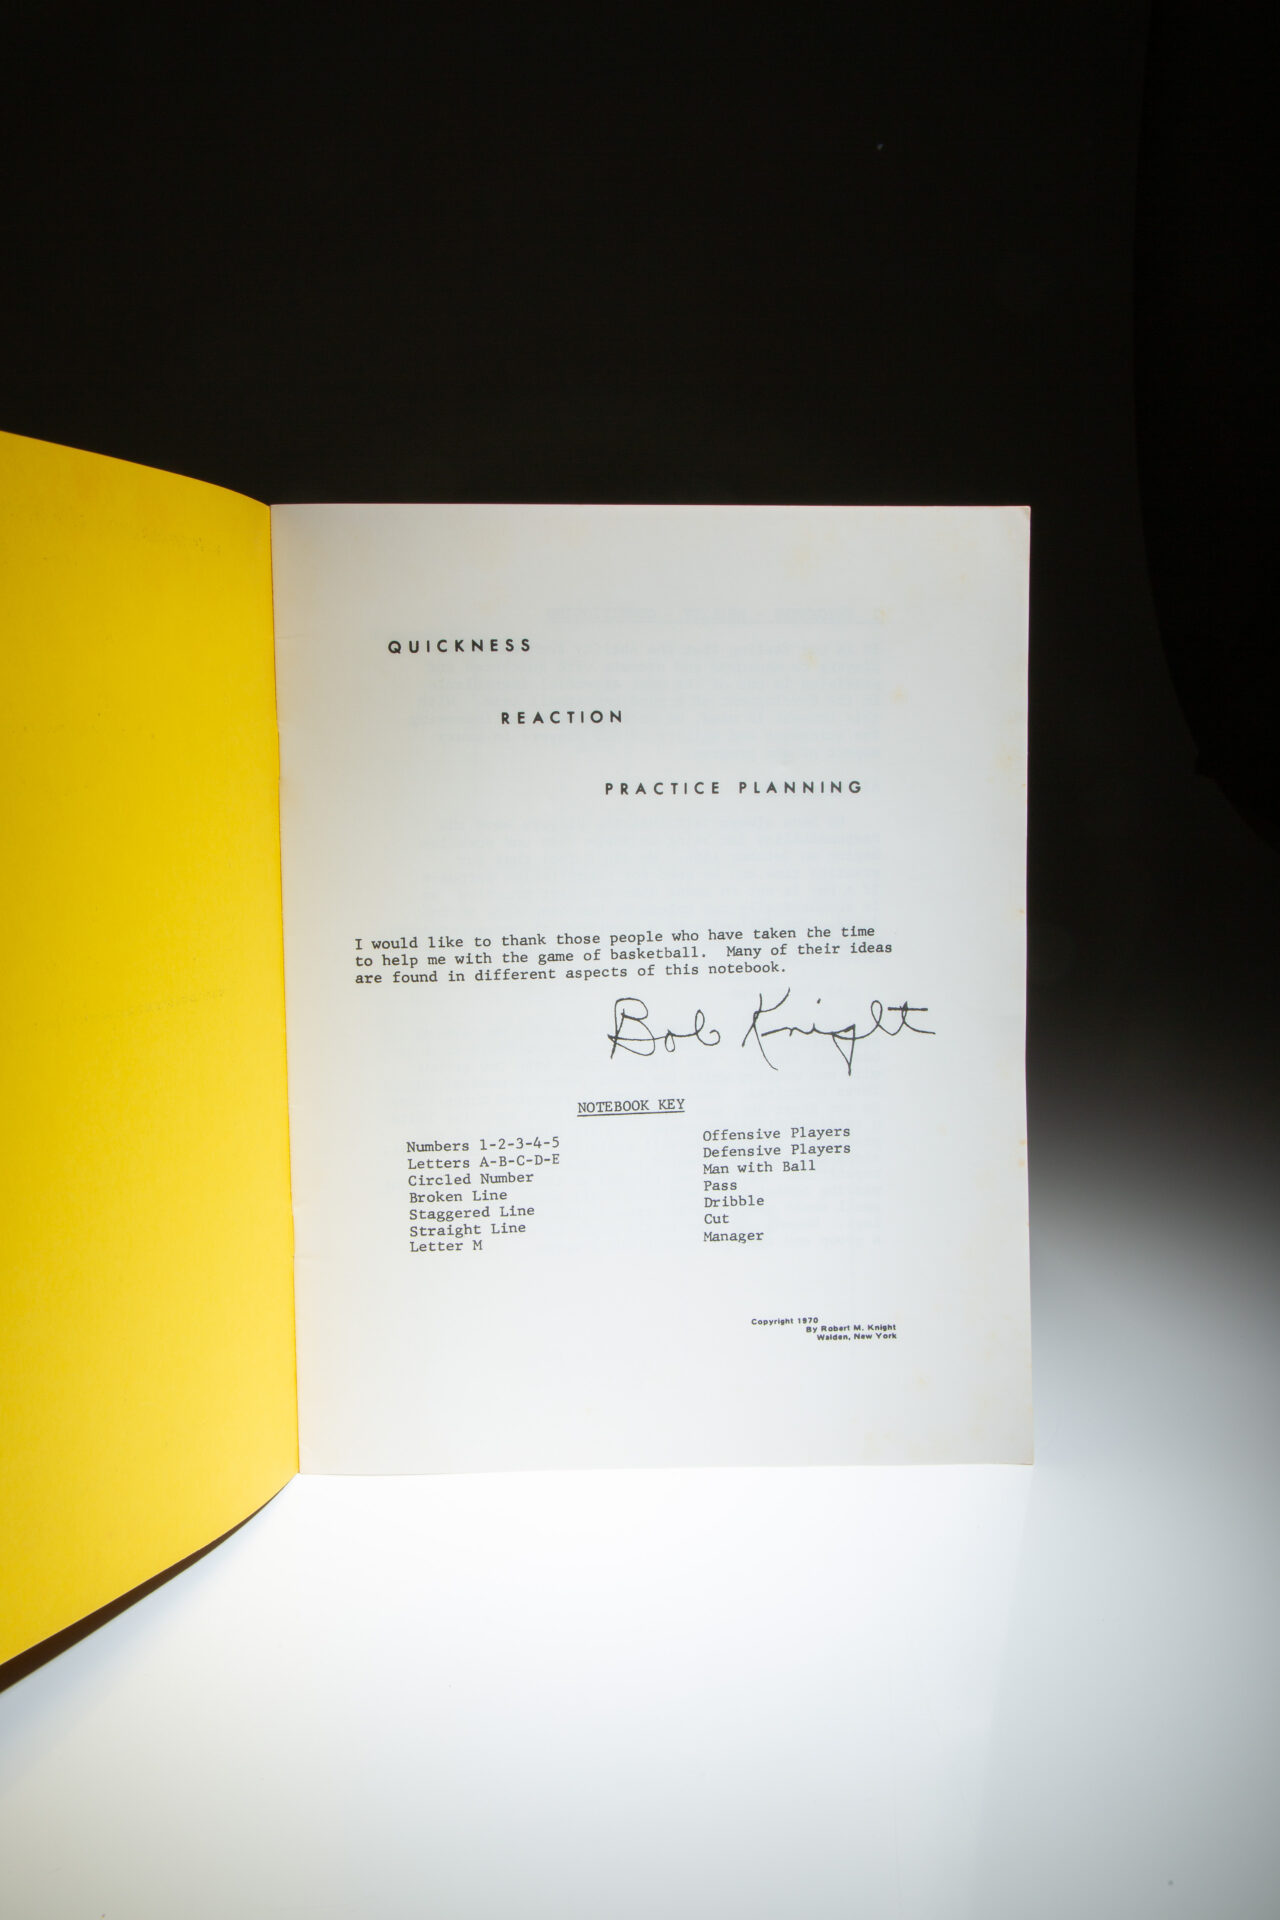 QUICKNESS
REACTION
PRACTICE PLANNING
I would like to thank those people who have taken the time
to help me with the game of basketball. Many of their ideas
are found in different aspects of this notebook.
Bob Knight
NOTEBOOK KEY
Numbers 1-2-3-4-5 Offensive Players
Letters A-B-C-D-E Defensive Players
Circled Number Man with Ball
Broken Line Pass
Staggered Line Dribble
Straight Line Cut
Letter M Manager
Copyright 1970
By Robert M. Knight
Walden, New York